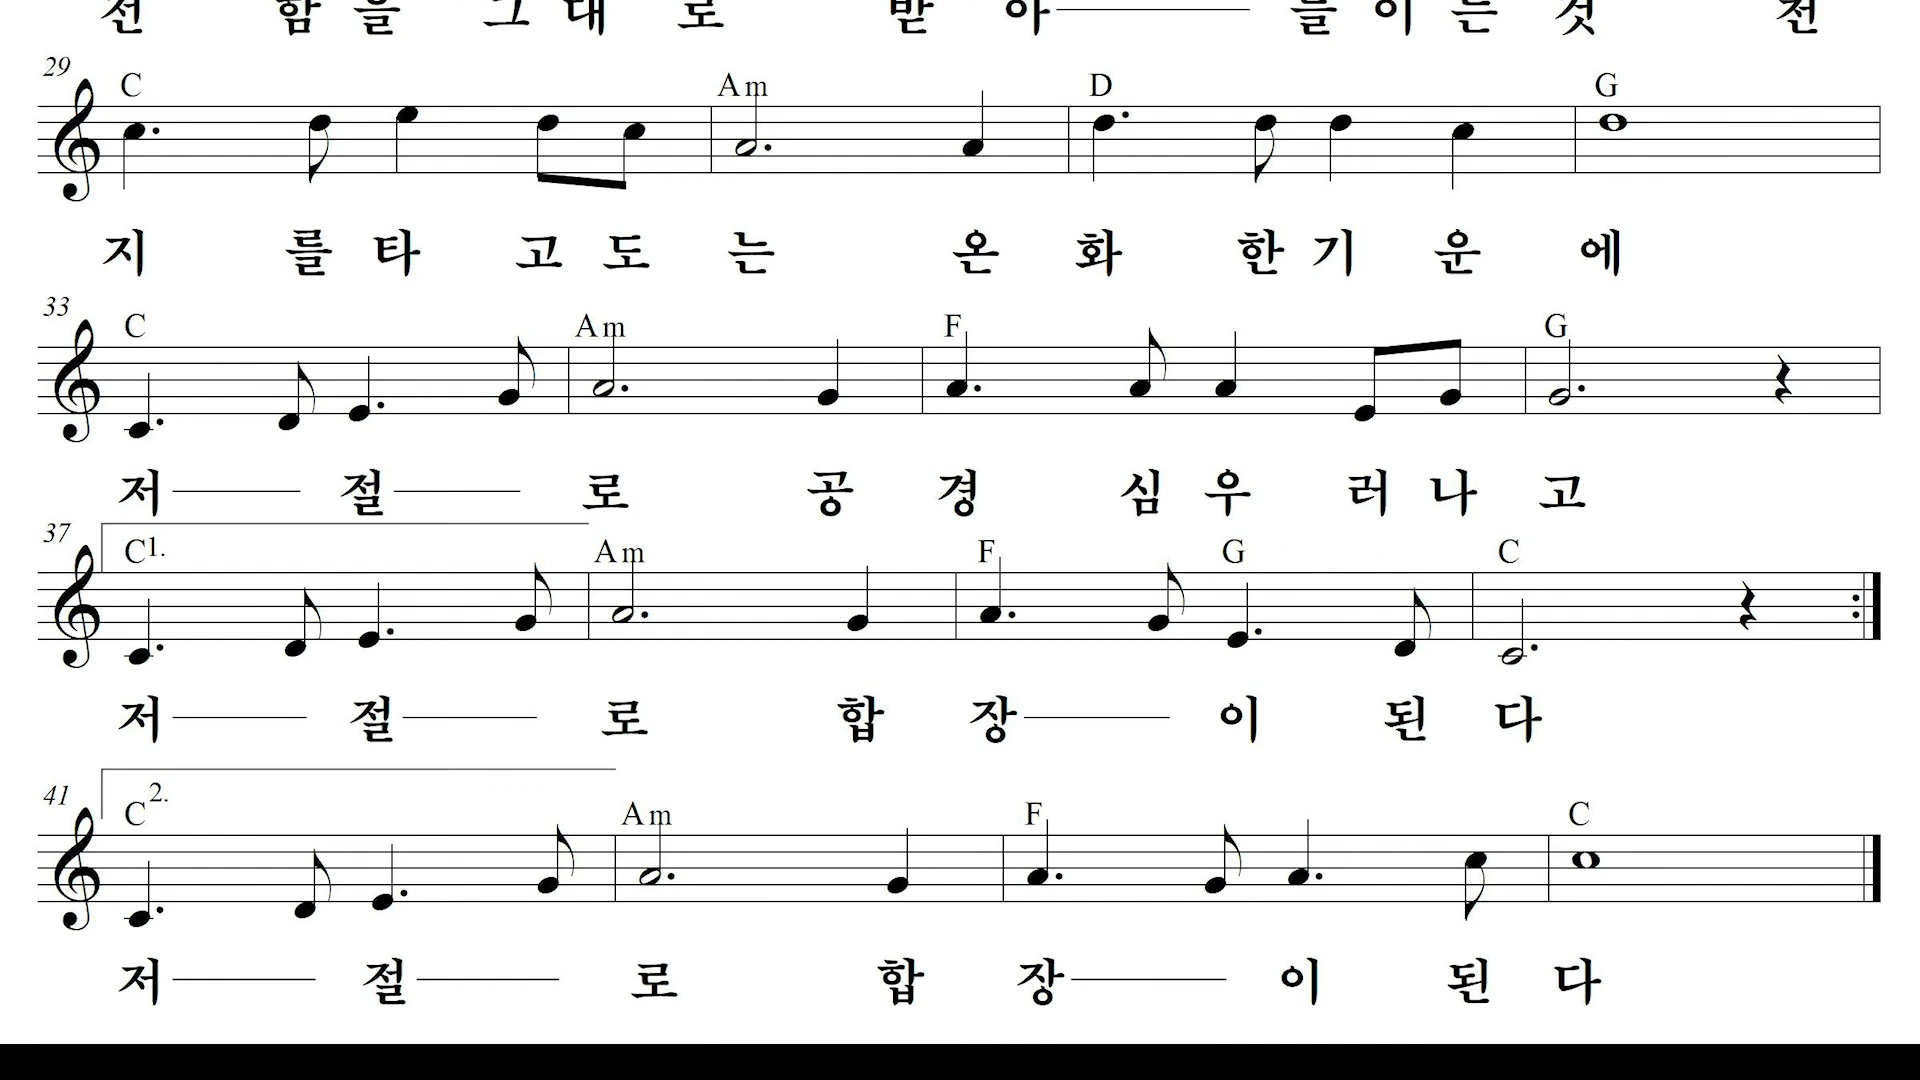 전 함 을 그 대 로 받 아 들 이 는 것 천
29 C Am D G
지 를 타 고 도 는 온 화 한 기 운 에
33 C Am F G
저 절 로 공 경 심 우 러 나 고
37 C 1. Am F G C
저 절 로 합 장 이 된 다
41 C 2. Am F C
저 절 로 합 장 이 된 다